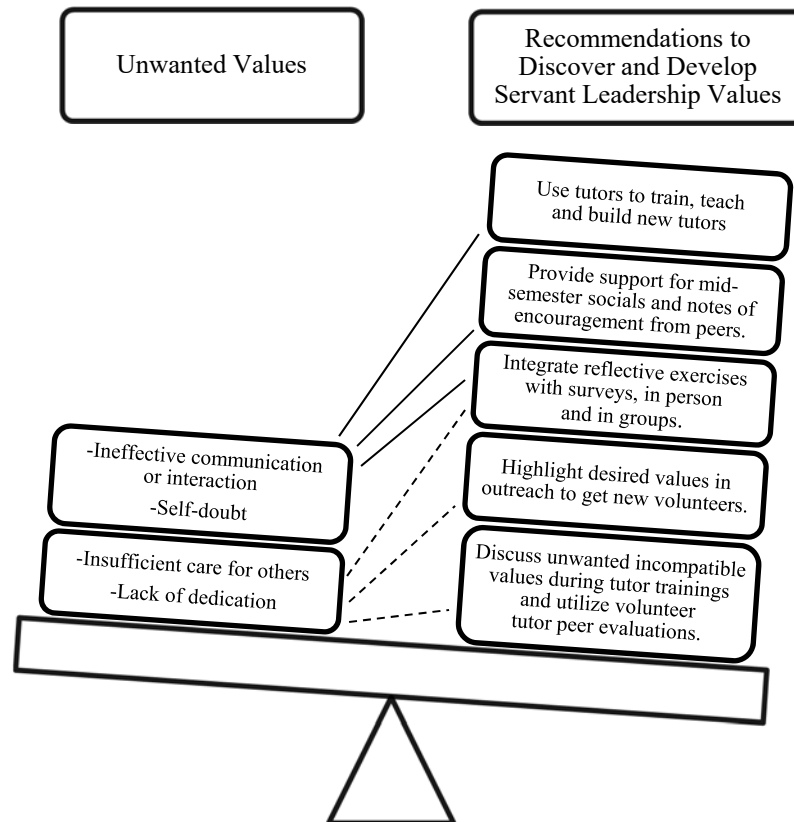 Unwanted Values
Recommendations to
Discover and Develop
Servant Leadership Values
Use tutors to train, teach
and build new tutors
Provide support for mid-
semester socials and notes of
encouragement from peers.
Integrate reflective exercises
with surveys, in person
and in groups.
Highlight desired values in
outreach to get new volunteers.
Discuss unwanted incompatible
values during tutor trainings
and utilize volunteer
tutor peer evaluations.
-Ineffective communication
or interaction
-Self-doubt
-Insufficient care for others
-Lack of dedication